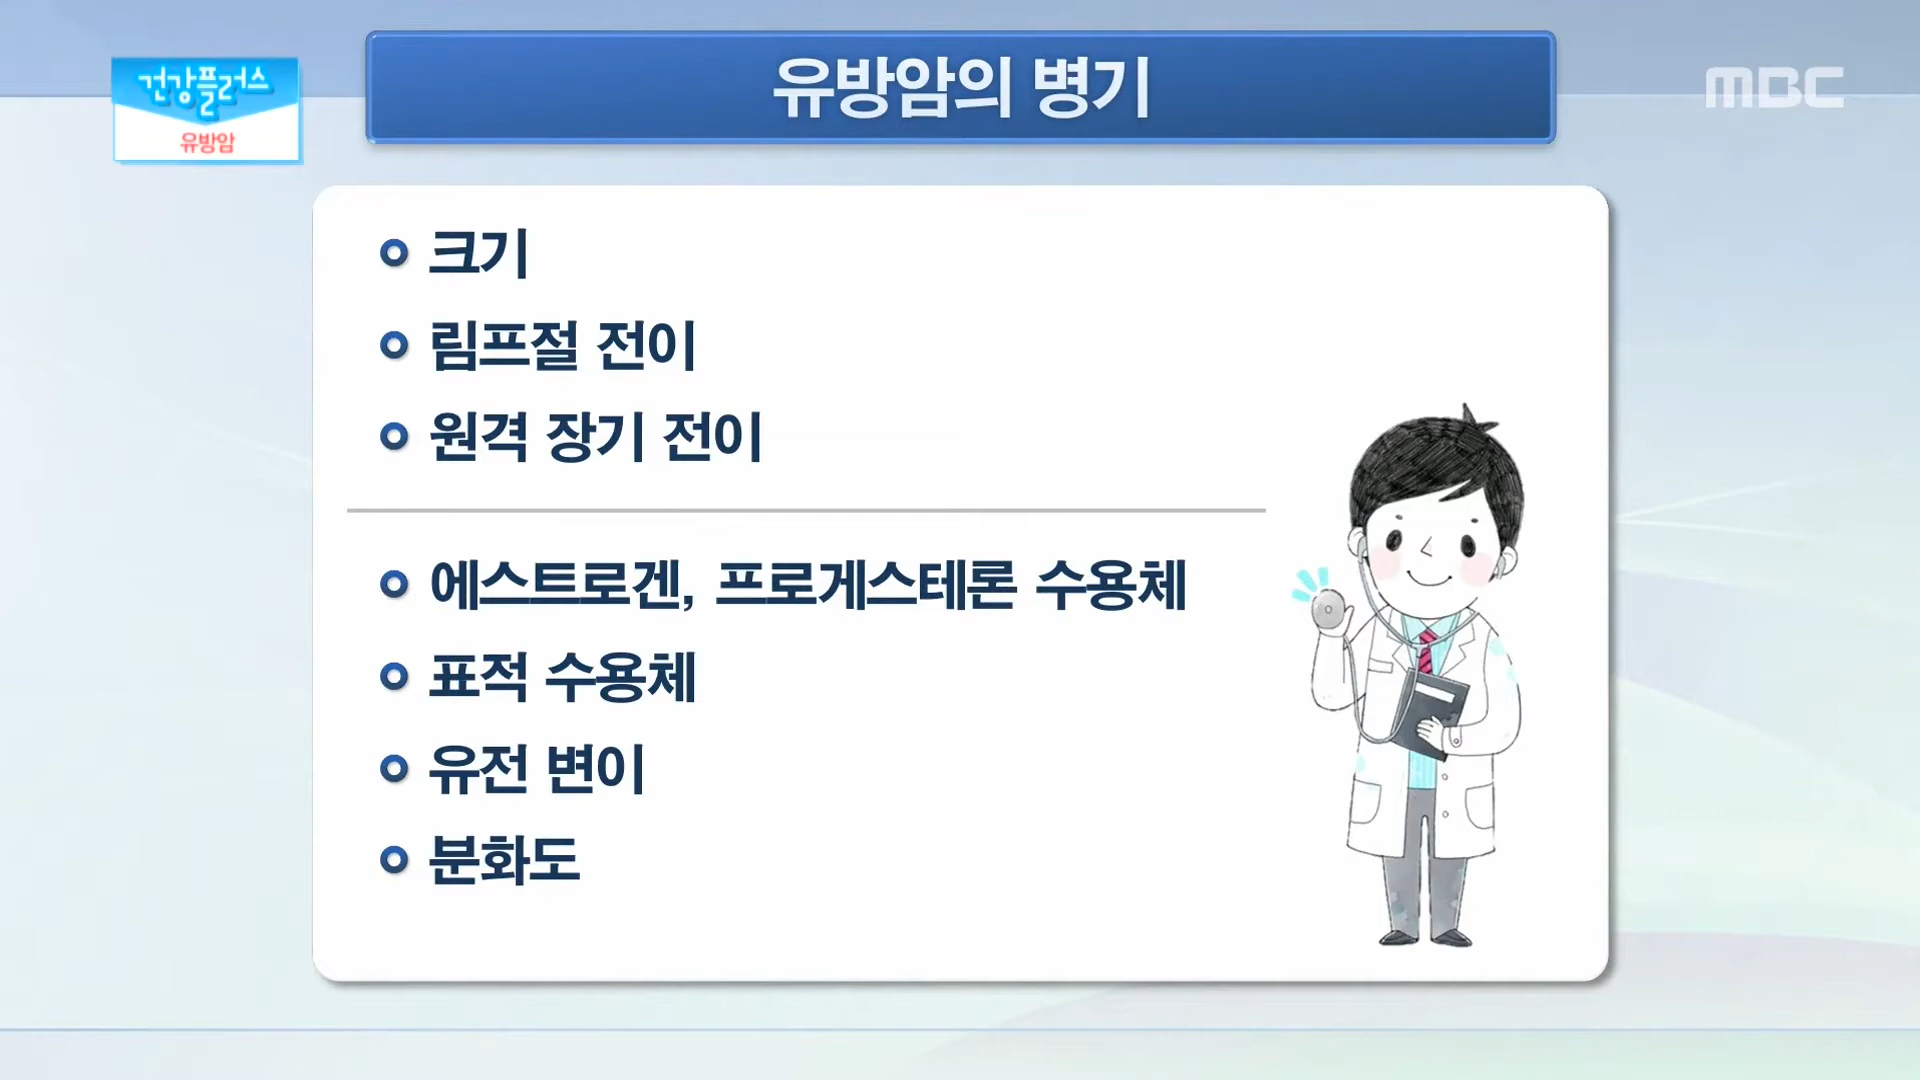 건강플러스
유방암
유방암의 병기
MBC
크기
림프절 전이
원격 장기 전이
에스트로겐, 프로게스테론 수용체
표적 수용체
유전 변이
분화도